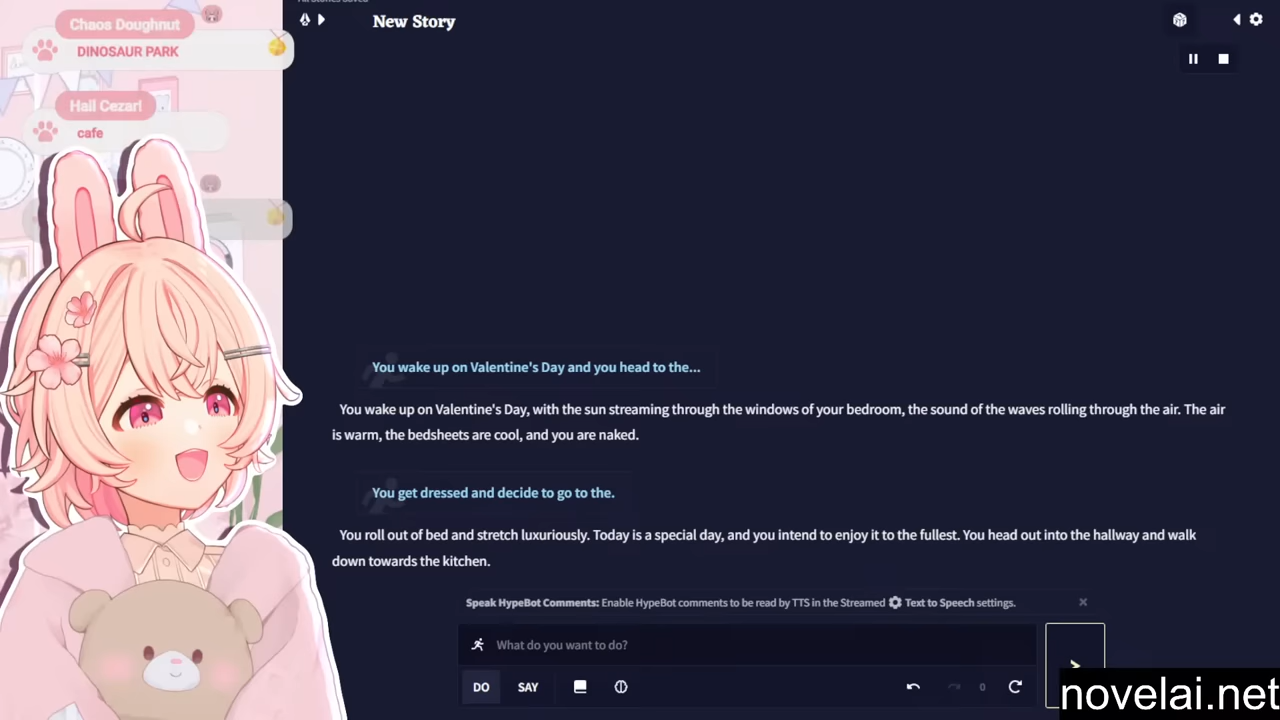 Chaos Doughnut
DINOSAUR PARK
Hail Cezar!
cafe
All Stories Saved
New Story
You wake up on Valentine's Day and you head to the...
You wake up on Valentine's Day, with the sun streaming through the windows of your bedroom, the sound of the waves rolling through the air. The air
is warm, the bedsheets are cool, and you are naked.
You get dressed and decide to go to the.
You roll out of bed and stretch luxuriously. Today is a special day, and you intend to enjoy it to the fullest. You head out into the hallway and walk
down towards the kitchen.
Speak HypeBot Comments: Enable HypeBot comments to be read by TTS in the Streamed Text to Speech settings.
What do you want to do?
DO SAY 0
novelai.net